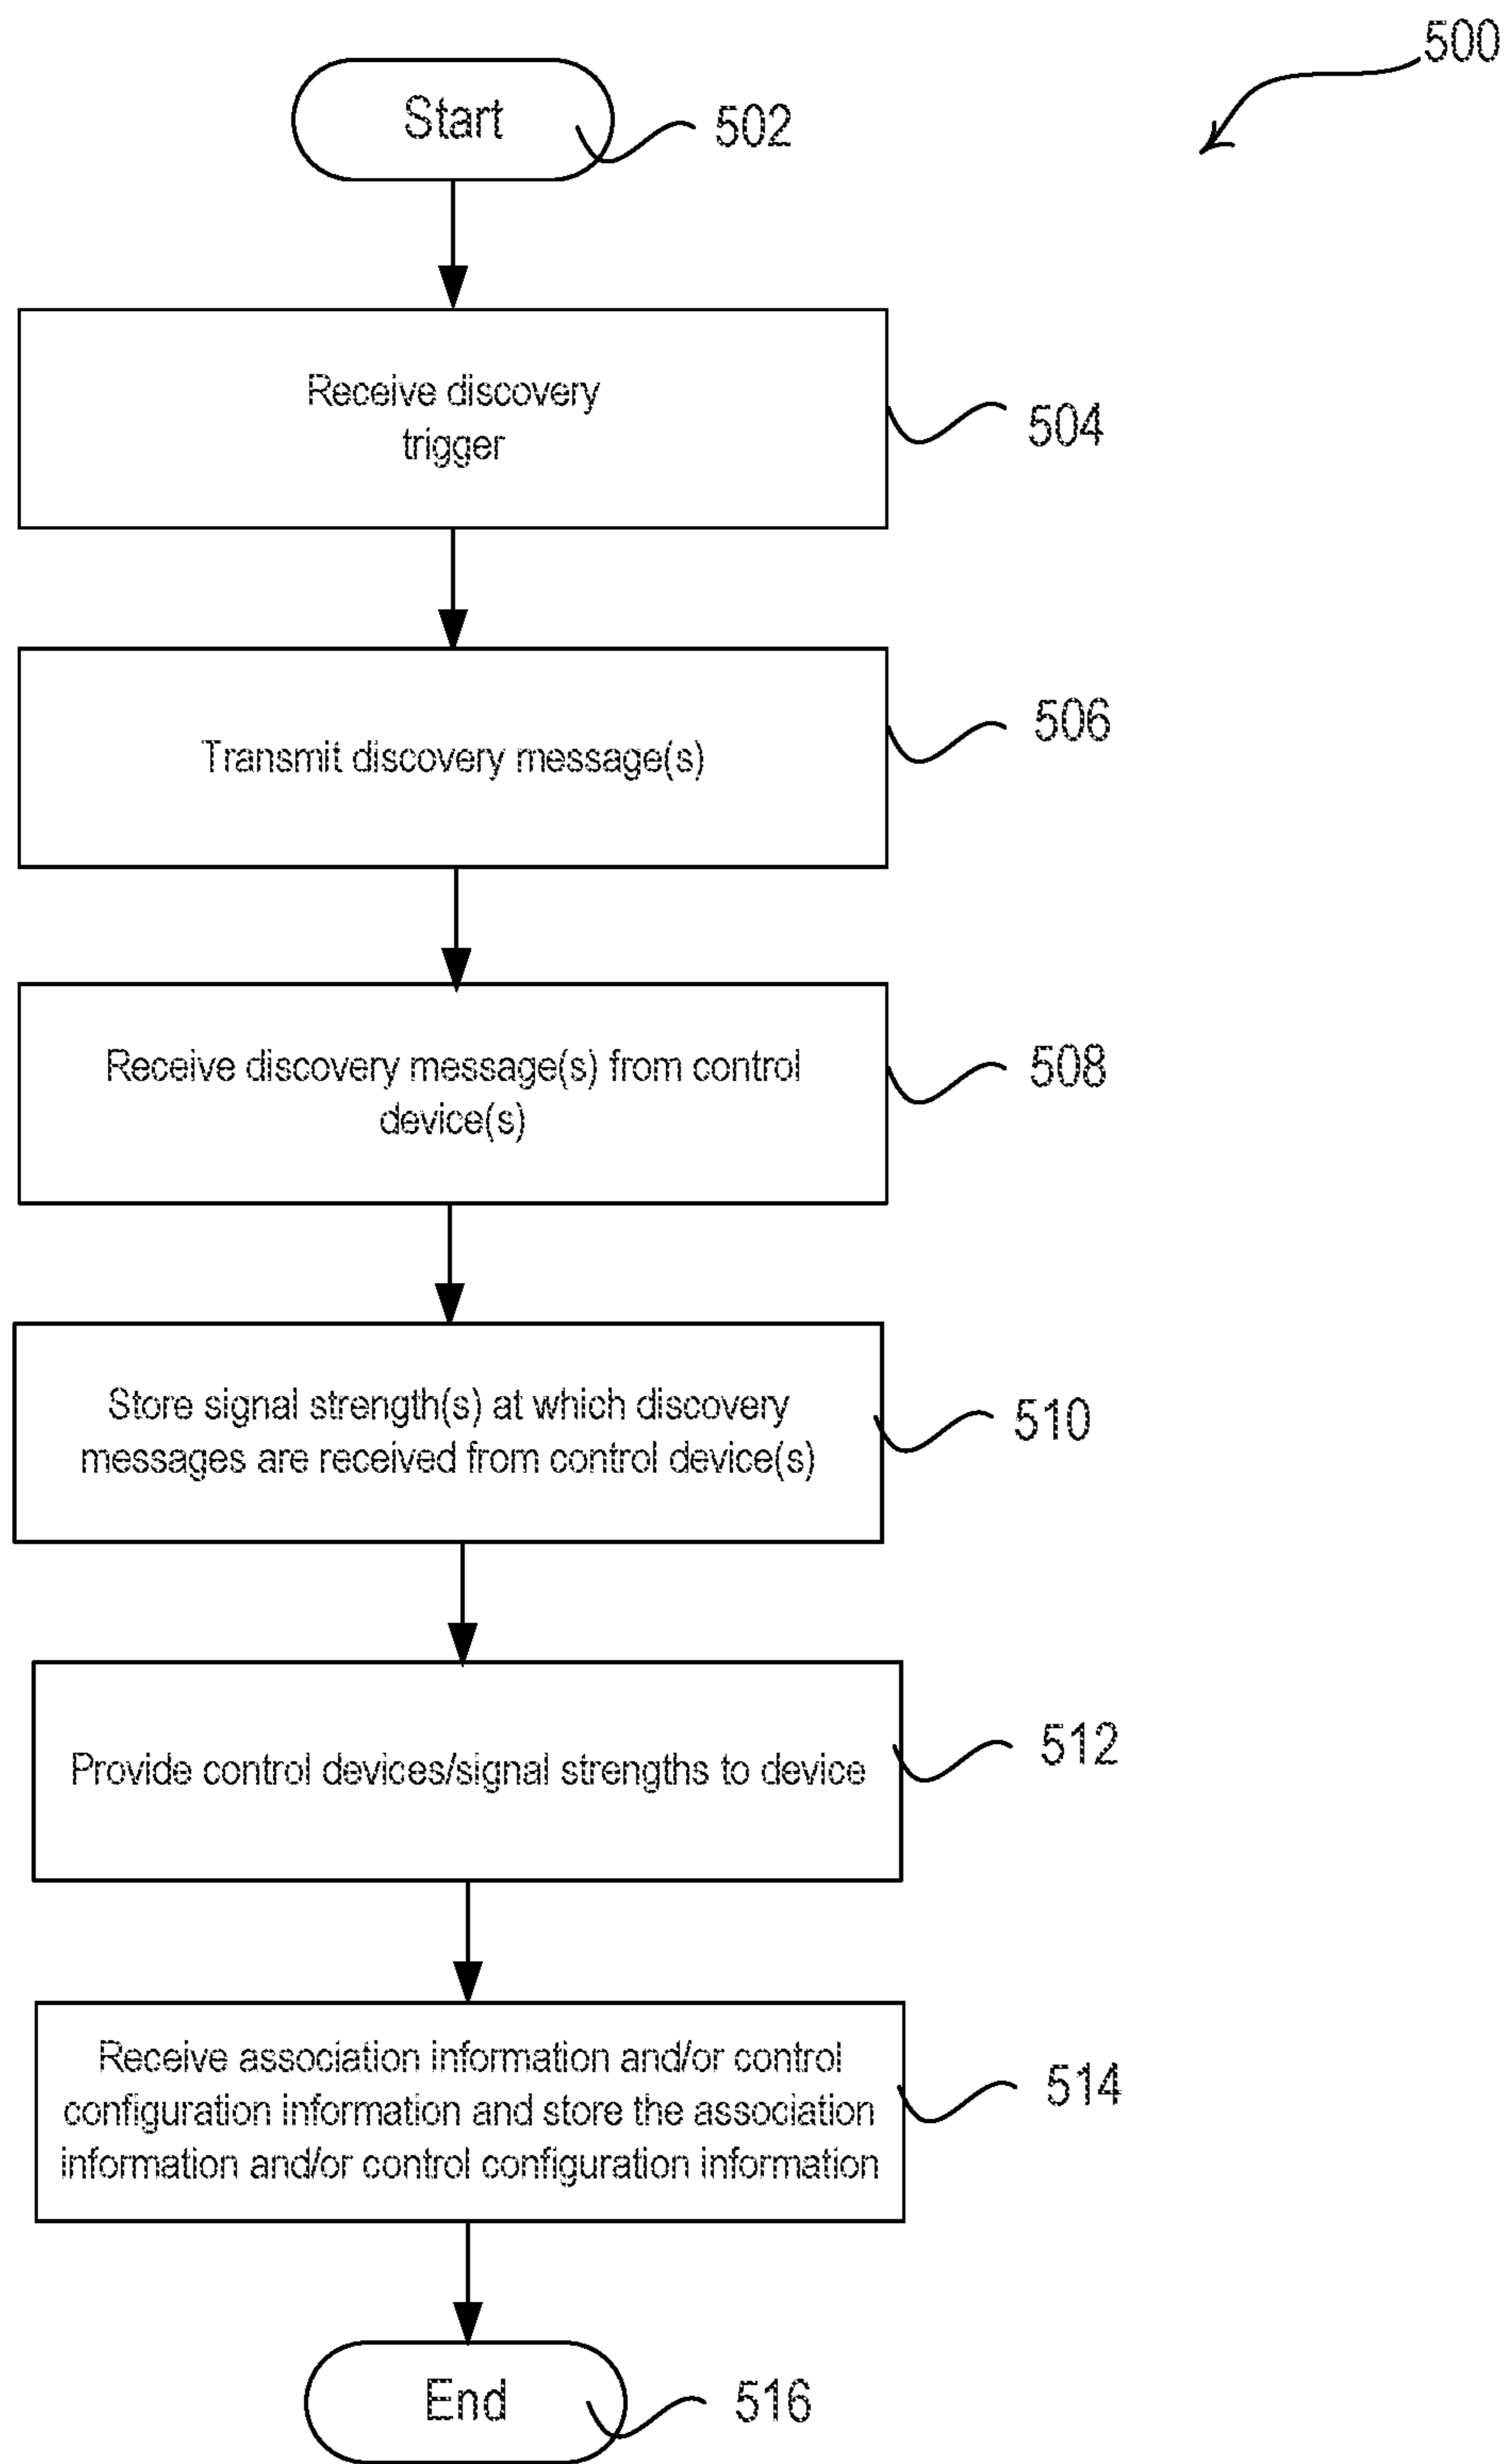 500
Start
502
Receive discovery
trigger
504
Transmit discovery message(s)
506
Receive discovery message(s) from control
device(s)
508
Store signal strength(s) at which discovery
messages are received from control device(s)
510
Provide control devices/signal strengths to device
512
Receive association information and/or control
configuration information and store the association
information and/or control configuration information
514
End
516